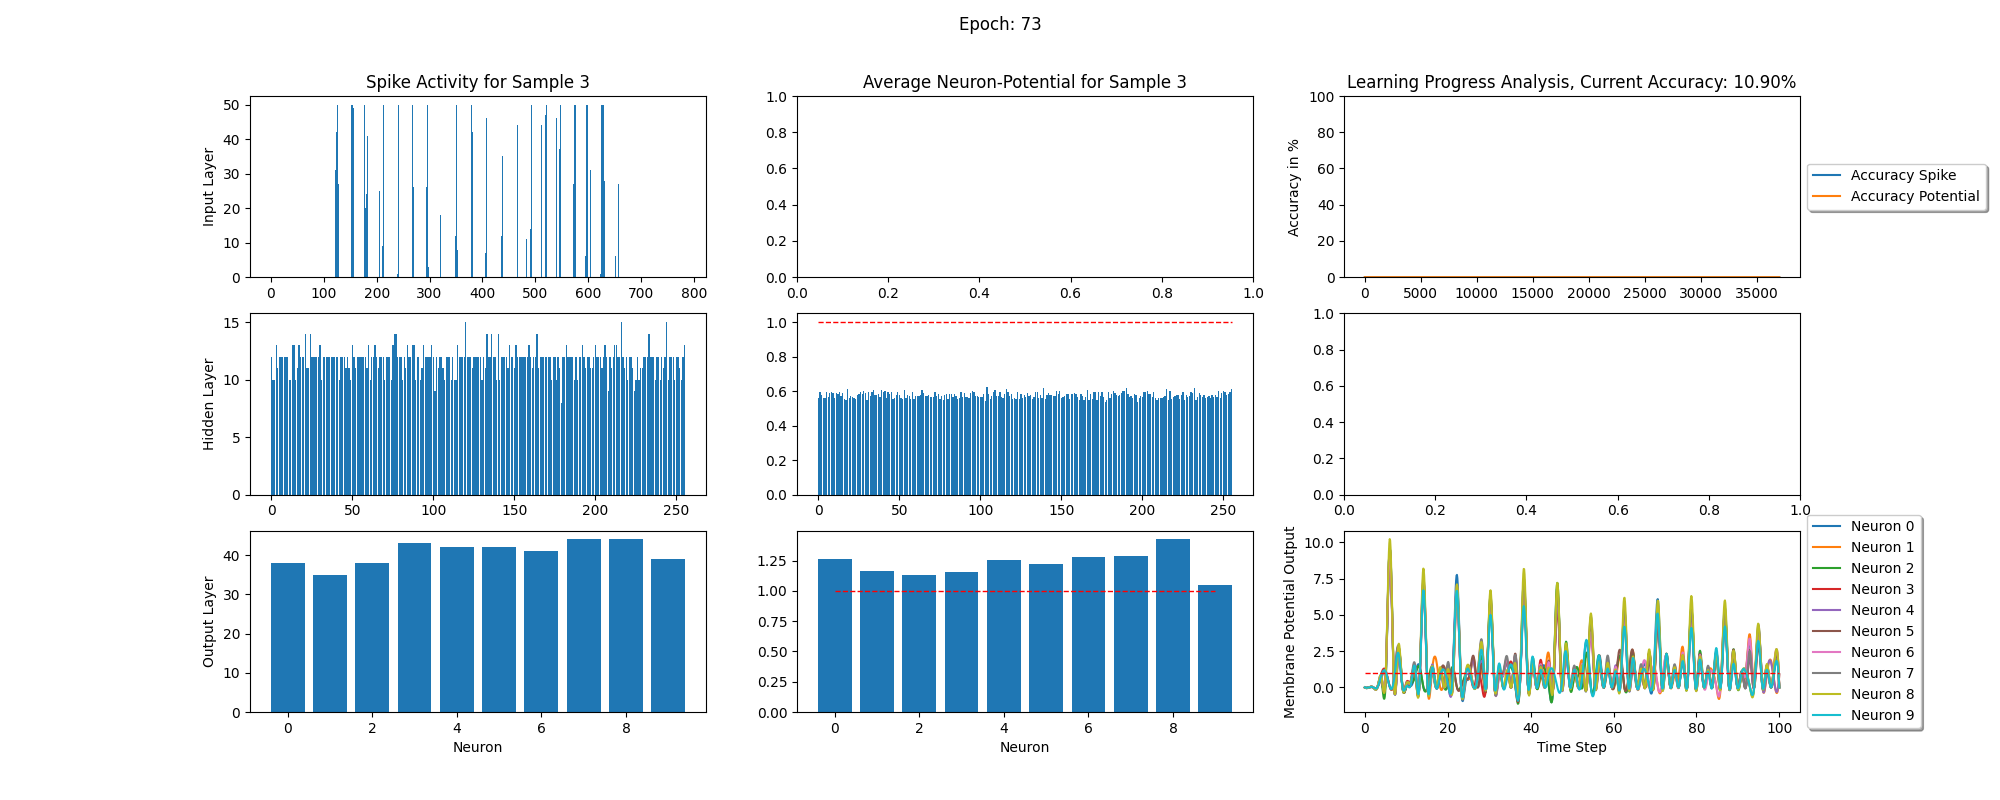 Epoch: 73
Spike Activity for Sample 3
Average Neuron-Potential for Sample 3
Learning Progress Analysis, Current Accuracy: 10.90%
Input Layer
50
40
30
20
10
0
0 100 200 300 400 500 600 700 800
1.0
0.8
0.6
0.4
0.2
0.0
0.0 0.2 0.4 0.6 0.8 1.0
Accuracy in %
100
80
60
40
20
0
0 5000 10000 15000 20000 25000 30000 35000
Accuracy Spike
Accuracy Potential
Hidden Layer
15
10
5
0
0 50 100 150 200 250
1.0
0.8
0.6
0.4
0.2
0.0
0 50 100 150 200 250
1.0
0.8
0.6
0.4
0.2
0.0
0.0 0.2 0.4 0.6 0.8 1.0
Output Layer
40
30
20
10
0
0 2 4 6 8
Neuron
1.25
1.00
0.75
0.50
0.25
0.00
0 2 4 6 8
Neuron
Membrane Potential Output
10.0
7.5
5.0
2.5
0.0
0 20 40 60 80 100
Time Step
Neuron 0
Neuron 1
Neuron 2
Neuron 3
Neuron 4
Neuron 5
Neuron 6
Neuron 7
Neuron 8
Neuron 9